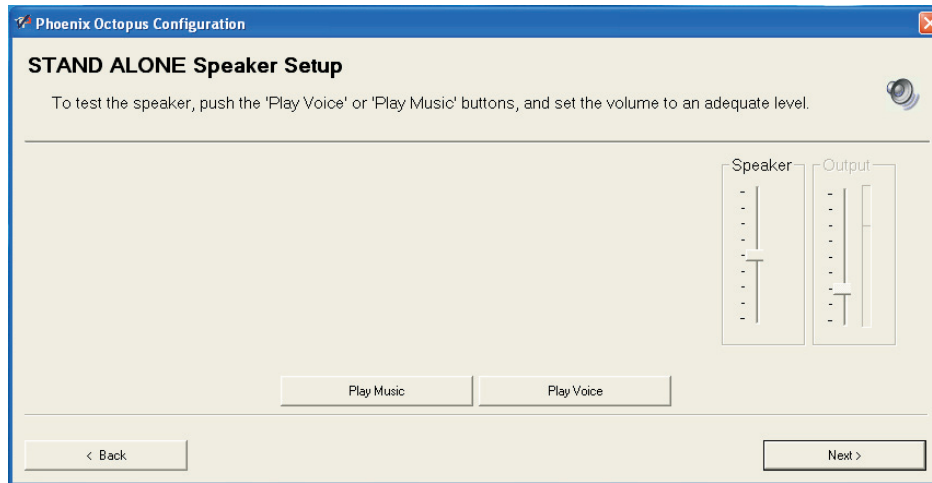 Phoenix Octopus Configuration
STAND ALONE Speaker Setup
To test the speaker, push the 'Play Voice' or 'Play Music' buttons, and set the volume to an adequate level.
Speaker
Output
Play Music
Play Voice
< Back
Next >